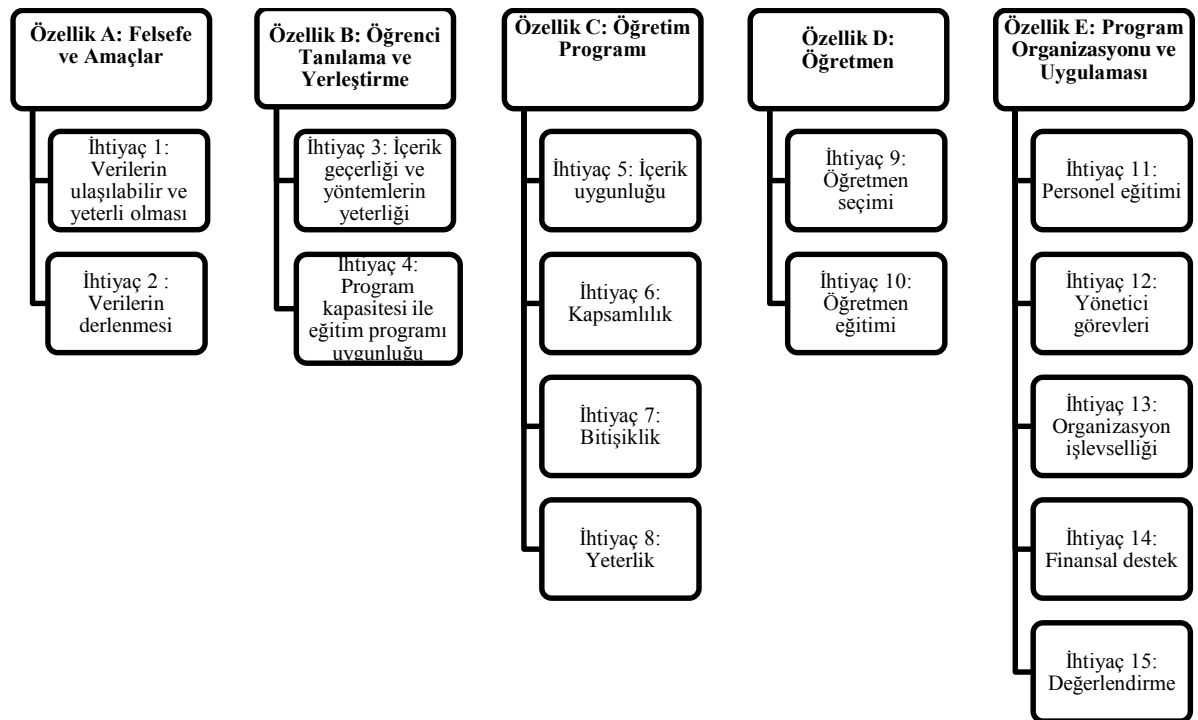 Özellik A: Felsefe
ve Amaçlar
İhtiyaç 1:
Verilerin
ulaşılabilir ve
yeterli olması
İhtiyaç 2 :
Verilerin
derlenmesi
Özellik B: Öğrenci
Tanılama ve
Yerleştirme
İhtiyaç 3: İçerik
geçerliği ve
yöntemlerin
yeterliği
İhtiyaç 4:
Program
kapasitesi ile
eğitim programı
uygunluğu
Özellik C: Öğretim
Programı
İhtiyaç 5: İçerik
uygunluğu
İhtiyaç 6:
Kapsamlılık
İhtiyaç 7:
Bitişiklik
İhtiyaç 8:
Yeterlik
Özellik D:
Öğretmen
İhtiyaç 9:
Öğretmen
seçimi
İhtiyaç 10:
Öğretmen
eğitimi
Özellik E: Program
Organizasyonu ve
Uygulaması
İhtiyaç 11:
Personel eğitimi
İhtiyaç 12:
Yönetici
görevleri
İhtiyaç 13:
Organizasyon
işlevselliği
İhtiyaç 14:
Finansal destek
İhtiyaç 15:
Değerlendirme